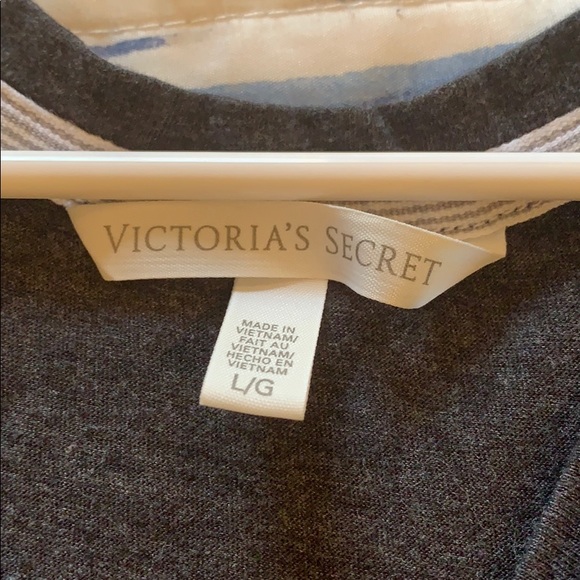 VICTORIA'S SECRET
MADE IN
VIETNAM/
FAIT AU
VIETNAM/
HECHO EN
VIETNAM
L/G